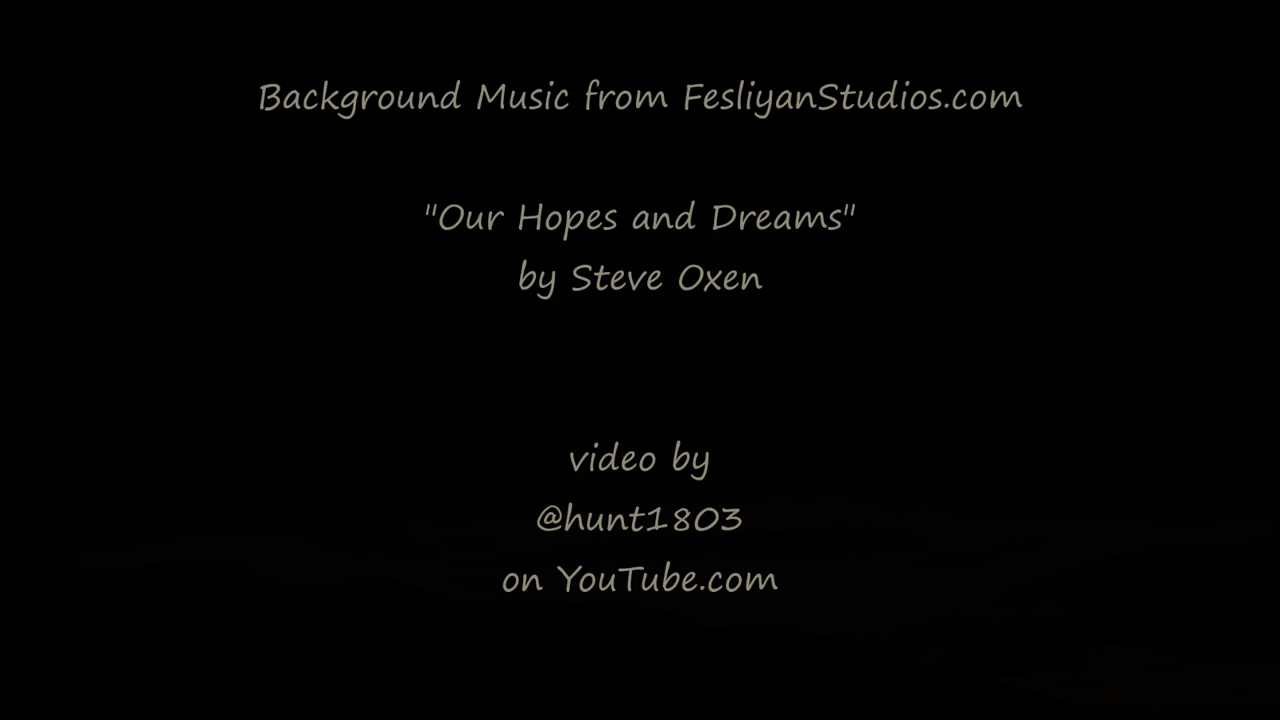 Background Music from FesliyanStudios.com
"Our Hopes and Dreams"
by Steve Oxen
video by
@hunt1803
on YouTube.com